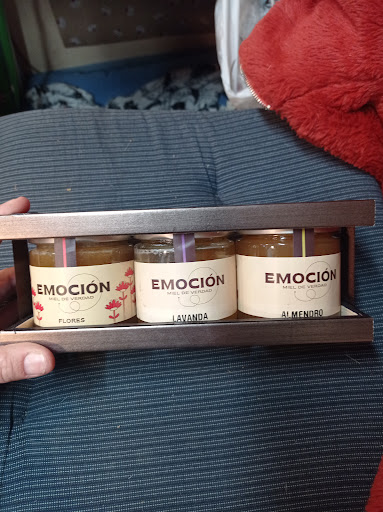 EMOCIÓN
MIEL DE VERDAD
FLORES
EMOCIÓN
MIEL DE VERDAD
LAVANDA
EMOCIÓN
MIEL DE VERDAD
ALMENDRO